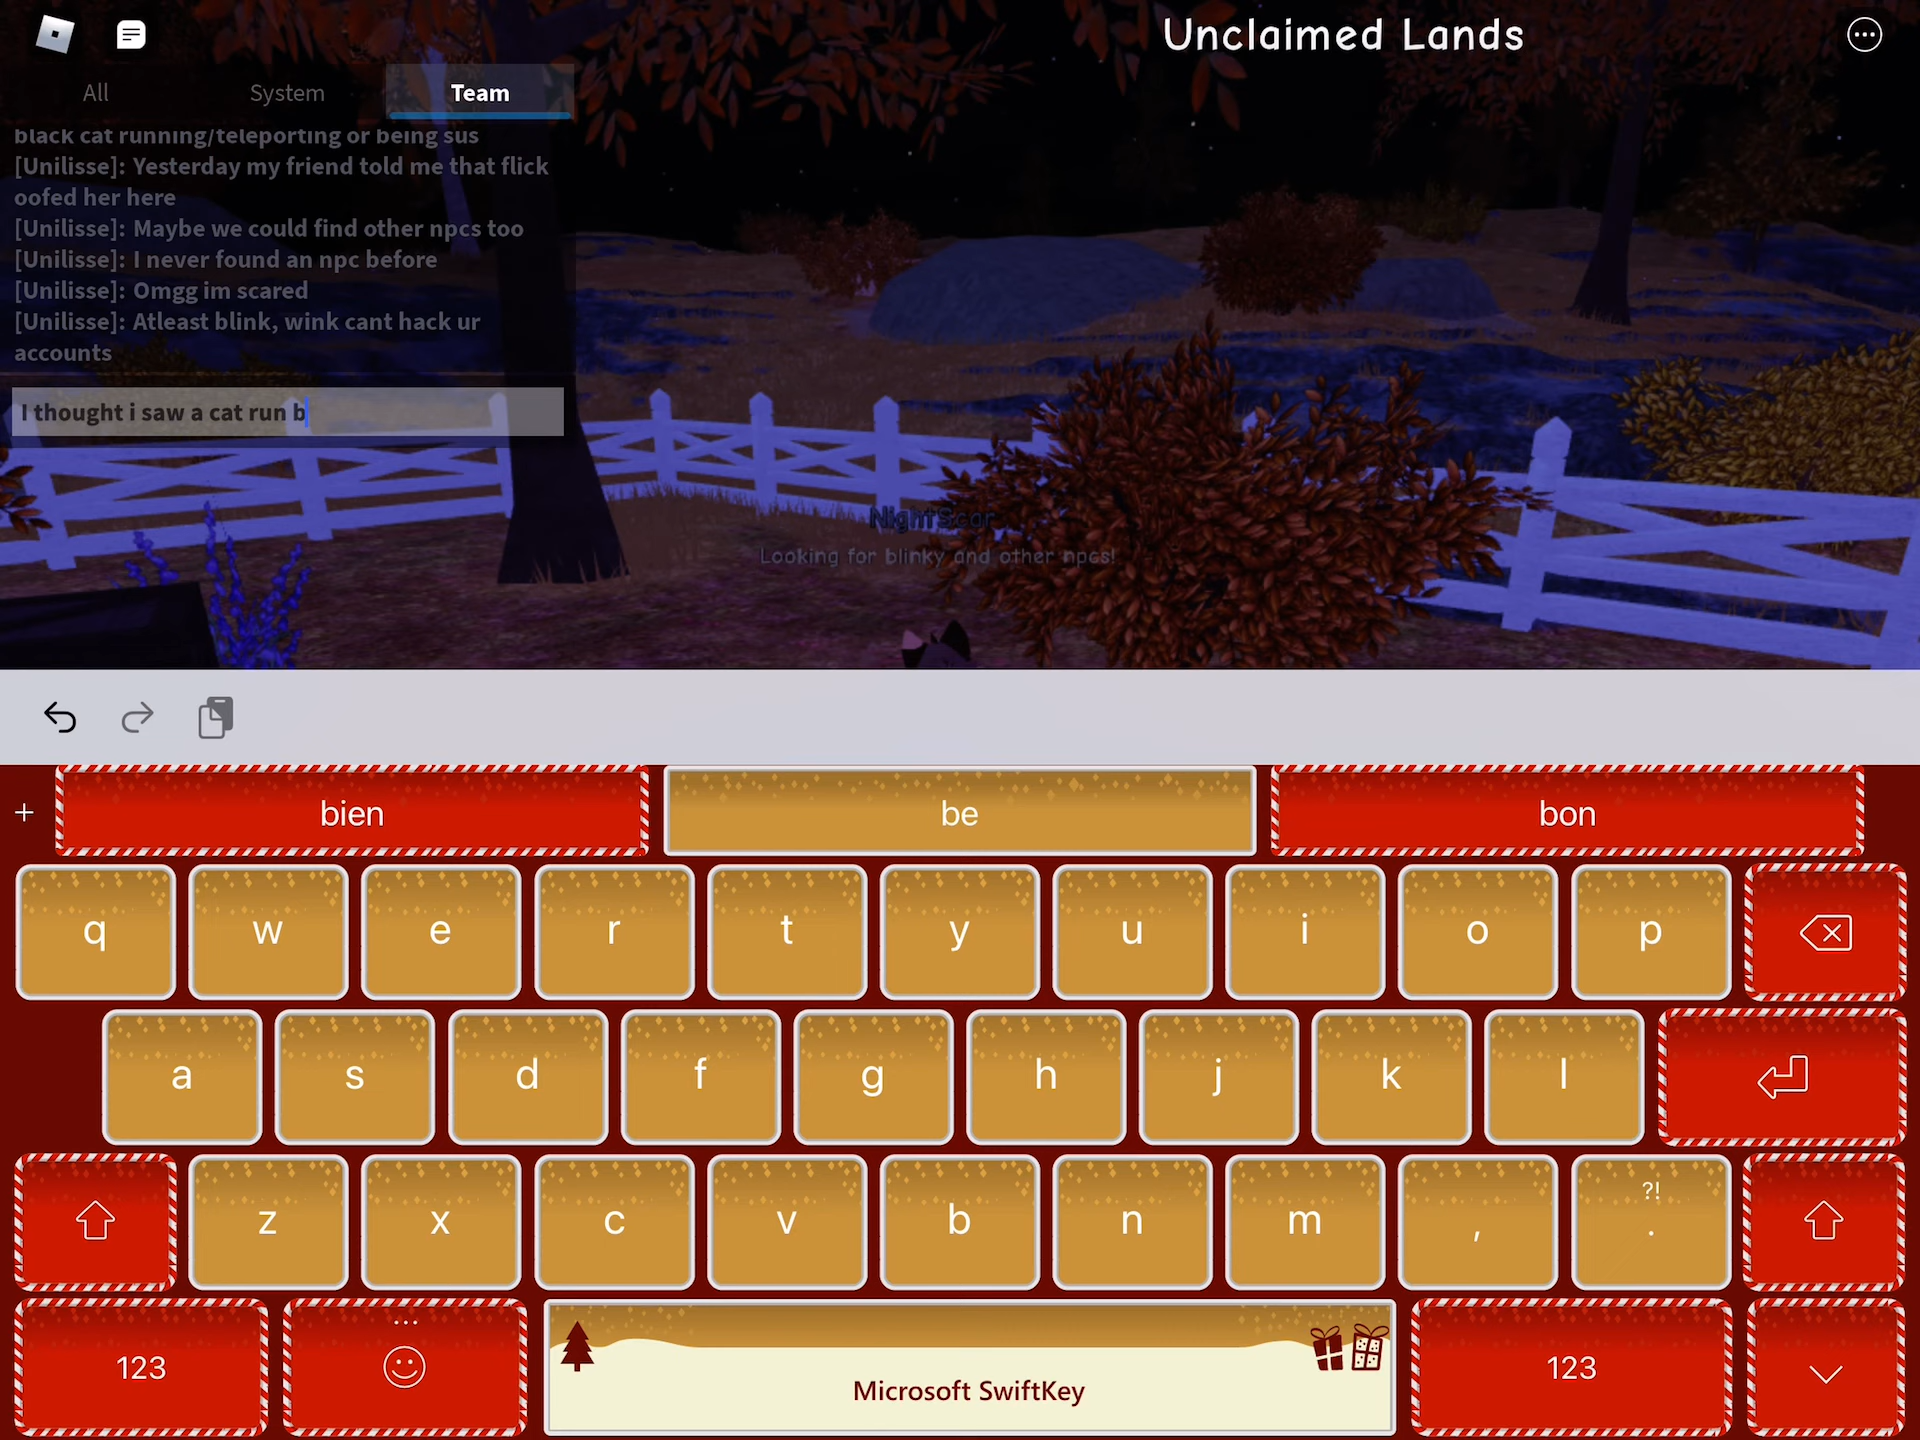 Unclaimed Lands
All
System
Team
black cat running/teleporting or being sus
[Unilisse]: Yesterday my friend told me that flick
oofed her here
[Unilisse]: Maybe we could find other npcs too
[Unilisse]: I never found an npc before
[Unilisse]: Omgg im scared
[Unilisse]: Atleast blink, wink cant hack ur
accounts
I thought i saw a cat run b
NightScar
Looking for blinky and other npcs!
+
bien
be
bon
q w e r t y u i o p
a s d f g h j k l
z x c v b n m , ?! .
123
Microsoft SwiftKey
123